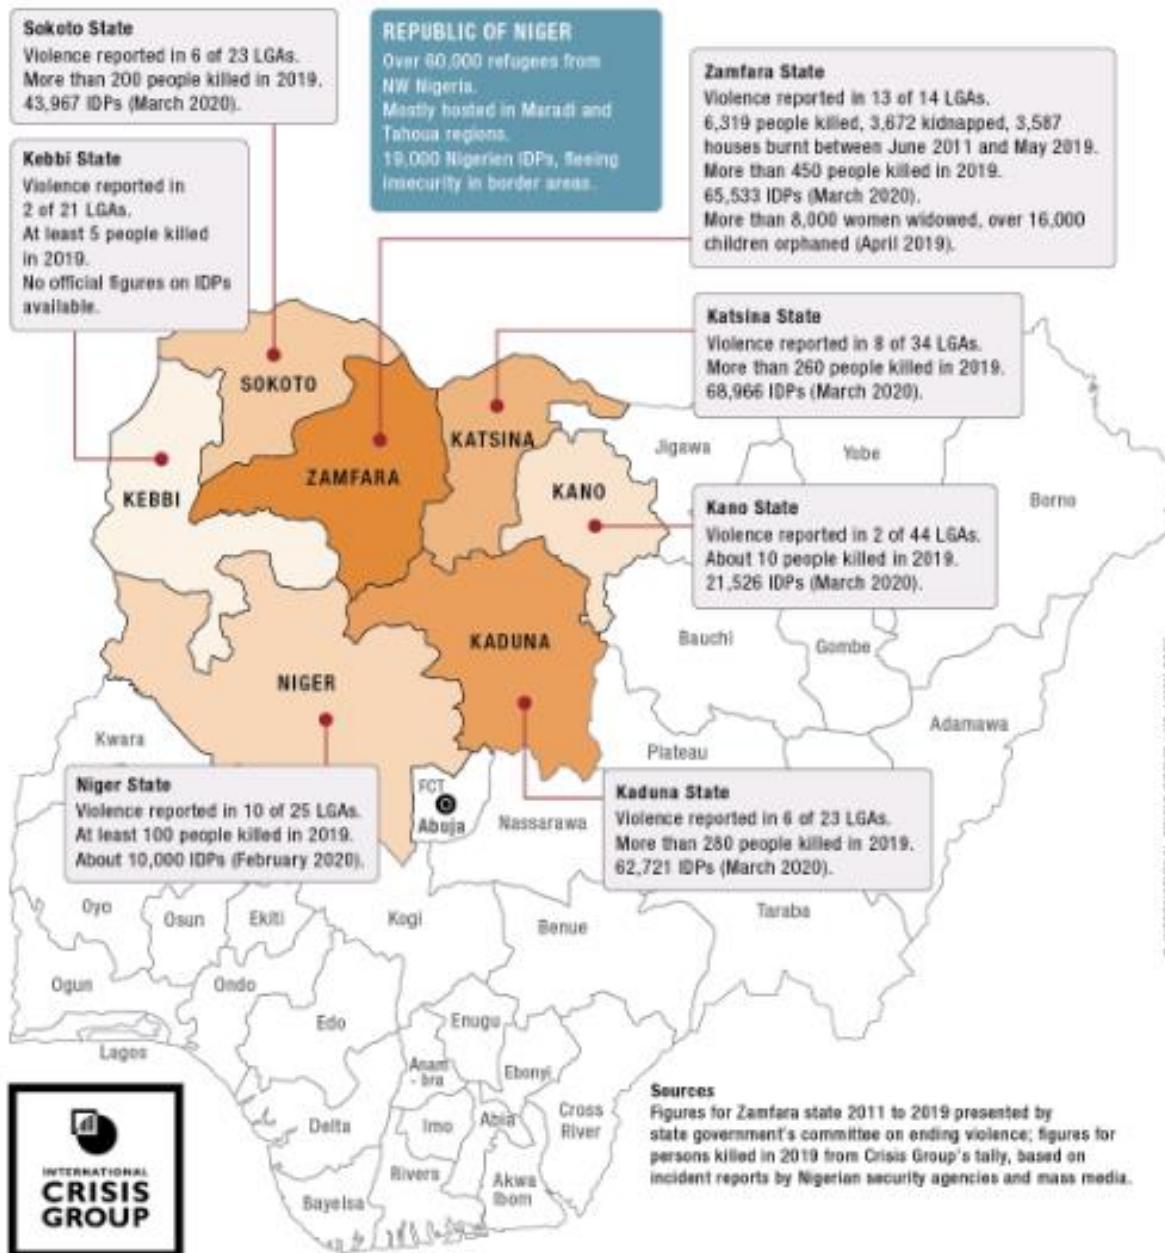 Sokoto State
Violence reported in 6 of 23 LGAs.
More than 200 people killed in 2019.
43,967 IDPs (March 2020).
REPUBLIC OF NIGER
Over 60,000 refugees from
NW Nigeria.
Mostly hosted in Maradi and
Tahoua regions.
19,000 Nigerien IDPs, fleeing
insecurity in border areas.
Zamfara State
Violence reported in 13 of 14 LGAs.
6,319 people killed, 3,672 kidnapped, 3,587
houses burnt between June 2011 and May 2019.
More than 450 people killed in 2019.
65,533 IDPs (March 2020).
More than 8,000 women widowed, over 16,000
children orphaned (April 2019).
Kebbi State
Violence reported in
2 of 21 LGAs.
At least 5 people killed
in 2019.
No official figures on IDPs
available.
Katsina State
Violence reported in 8 of 34 LGAs.
More than 260 people killed in 2019.
68,966 IDPs (March 2020).
SOKOTO
KATSINA
ZAMFARA
KEBBI
KANO
Jigawa
Yobe
Borno
Kano State
Violence reported in 2 of 44 LGAs.
About 10 people killed in 2019.
21,526 IDPs (March 2020).
KADUNA
NIGER
Bauchi
Gombe
Adamawa
Kwara
Plateau
Niger State
Violence reported in 10 of 25 LGAs.
At least 100 people killed in 2019.
About 10,000 IDPs (February 2020).
FCT
Abuja
Nassarawa
Kaduna State
Violence reported in 6 of 23 LGAs.
More than 280 people killed in 2019.
62,721 IDPs (March 2020).
Oyo
Osun
Ekiti
Kogi
Benue
Taraba
Ogun
Ondo
Edo
Enugu
Lagos
Anam
-bra
Ebonyi
Delta
Imo
Abia
Cross
River
Rivers
Akwa
Ibom
Bayelsa
Sources
Figures for Zamfara state 2011 to 2019 presented by
state government's committee on ending violence; figures for
persons killed in 2019 from Crisis Group's tally, based on
incident reports by Nigerian security agencies and mass media.
INTERNATIONAL
CRISIS
GROUP